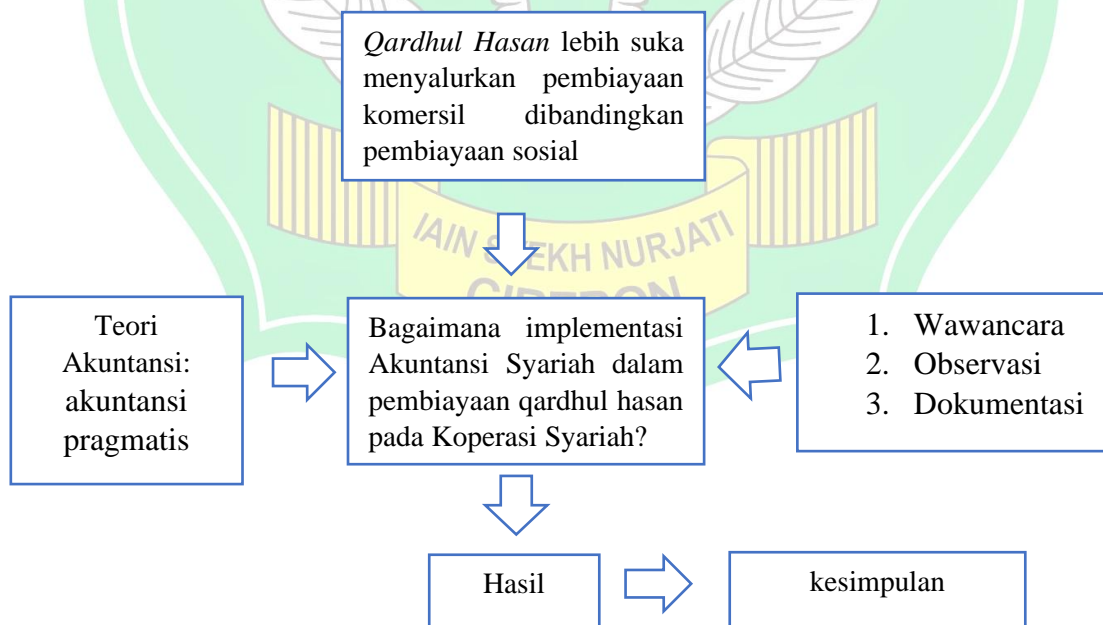 Qardhul Hasan lebih suka
menyalurkan pembiayaan
komersil dibandingkan
pembiayaan sosial
Teori
Akuntansi:
akuntansi
pragmatis
Bagaimana implementasi
Akuntansi Syariah dalam
pembiayaan qardhul hasan
pada Koperasi Syariah?
1. Wawancara
2. Observasi
3. Dokumentasi
Hasil
kesimpulan
IAIN SYEKH NURJATI